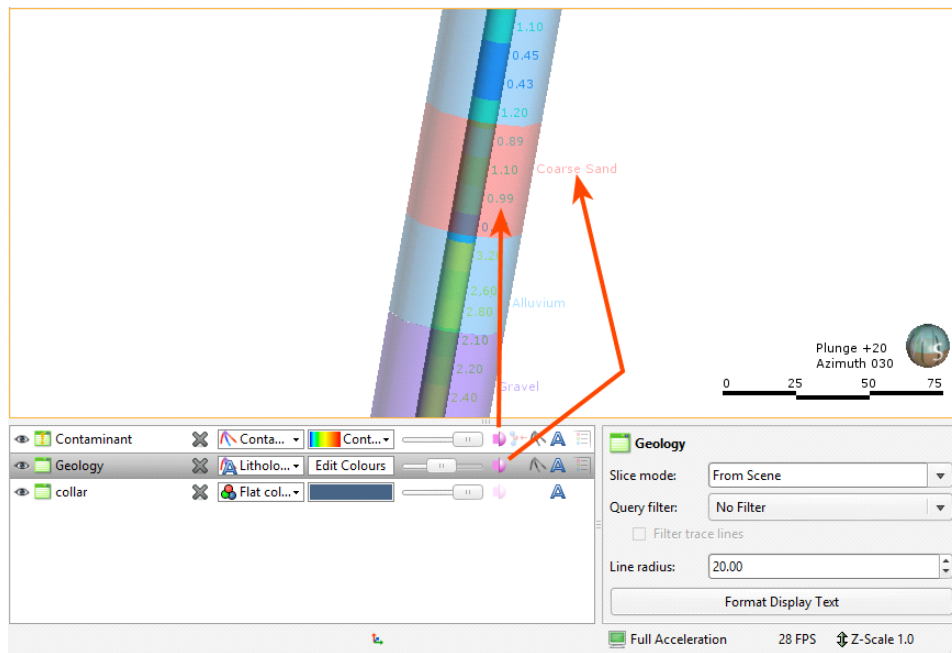 1.10
0.45
0.43
1.20
0.89
1.10
Coarse Sand
0.99
3.20
2.60
Alluvium
2.80
2.10
2.20
Gravel
2.40
Plunge +20
Azimuth 030
S
0 25 50 75
Contaminant Conta... Cont...
Geology Litholo... Edit Colours
collar Flat col...
Geology
Slice mode: From Scene
Query filter: No Filter
Filter trace lines
Line radius: 20.00
Format Display Text
Full Acceleration 28 FPS Z-Scale 1.0